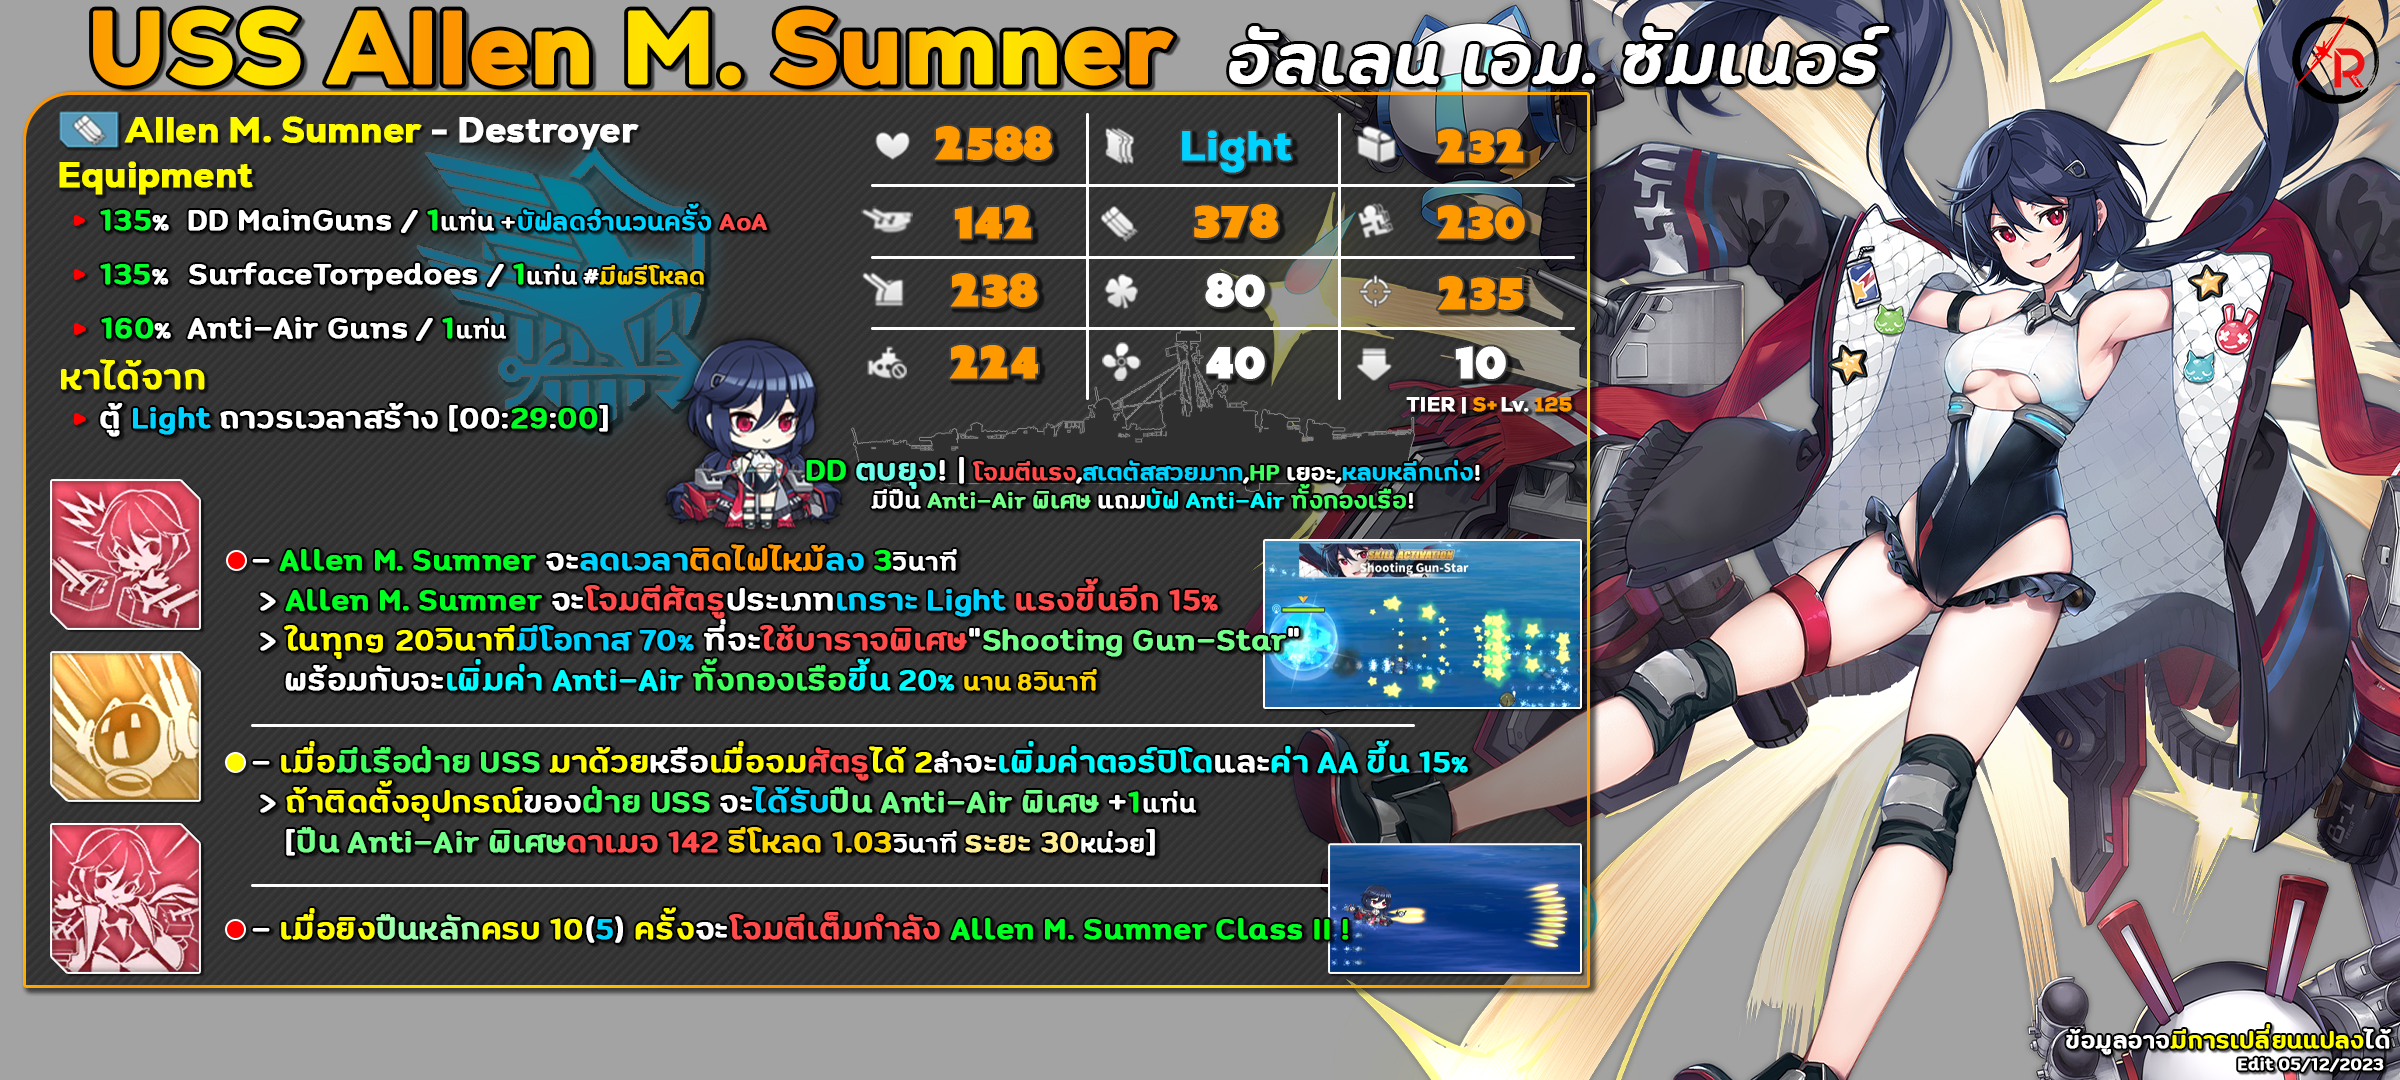 USS Allen M. Sumner อัลเลน เอม. ซัมเนอร์
R
Allen M. Sumner - Destroyer
Equipment
135% DD MainGuns / 1แท่น +บัฟลดจำนวนครั้ง AoA
135% SurfaceTorpedoes / 1แท่น #มีพรีโหลด
160% Anti-Air Guns / 1แท่น
หาได้จาก
ตู้ Light ถาวรเวลาสร้าง [00:29:00]
2588 Light 232
142 378 230
238 80 235
224 40 10
TIER | S+ Lv. 125
DD ตบยุง! | โจมตีแรง,สเตตัสสวยมาก,HP เยอะ,หลบหลีกเก่ง!
มีปืน Anti-Air พิเศษ แถมบัฟ Anti-Air ทั้งกองเรือ!
- Allen M. Sumner จะลดเวลาติดไฟไหม้ลง 3วินาที
> Allen M. Sumner จะโจมตีศัตรูประเภทเกราะ Light แรงขึ้นอีก 15%
> ในทุกๆ 20วินาทีมีโอกาส 70% ที่จะใช้บาราจพิเศษ"Shooting Gun-Star"
พร้อมกับจะเพิ่มค่า Anti-Air ทั้งกองเรือขึ้น 20% นาน 8วินาที
SKILL ACTIVATION
Shooting Gun-Star
- เมื่อมีเรือฝ่าย USS มาด้วยหรือเมื่อจมศัตรูได้ 2ลำจะเพิ่มค่าตอร์ปิโดและค่า AA ขึ้น 15%
> ถ้าติดตั้งอุปกรณ์ของฝ่าย USS จะได้รับปืน Anti-Air พิเศษ +1แท่น
[ปืน Anti-Air พิเศษดาเมจ 142 รีโหลด 1.03วินาที ระยะ 30หน่วย]
- เมื่อยิงปืนหลักครบ 10(5) ครั้งจะโจมตีเต็มกำลัง Allen M. Sumner Class II !
ข้อมูลอาจมีการเปลี่ยนแปลงได้
Edit 05/12/2023